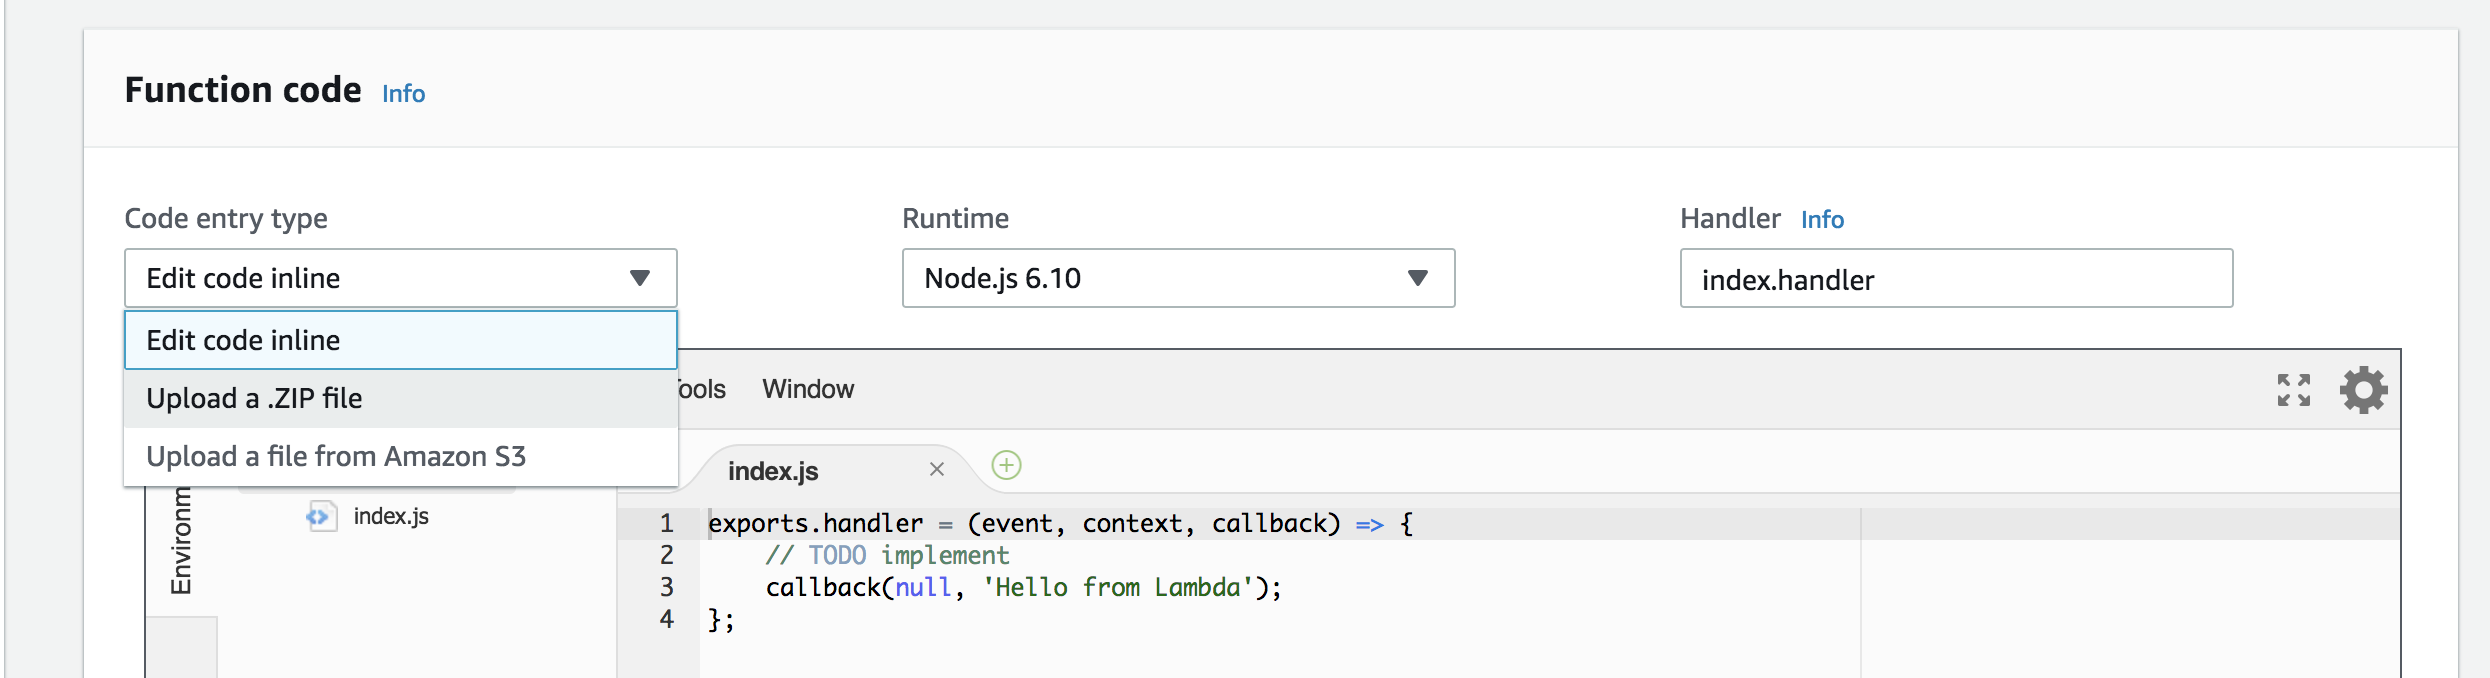 Function code Info
Code entry type
Edit code inline
Edit code inline
Upload a .ZIP file
Upload a file from Amazon S3
Runtime
Node.js 6.10
Handler Info
index.handler
Window
index.js
index.js
1 exports.handler = (event, context, callback) => {
2 // TODO implement
3 callback(null, 'Hello from Lambda');
4 };